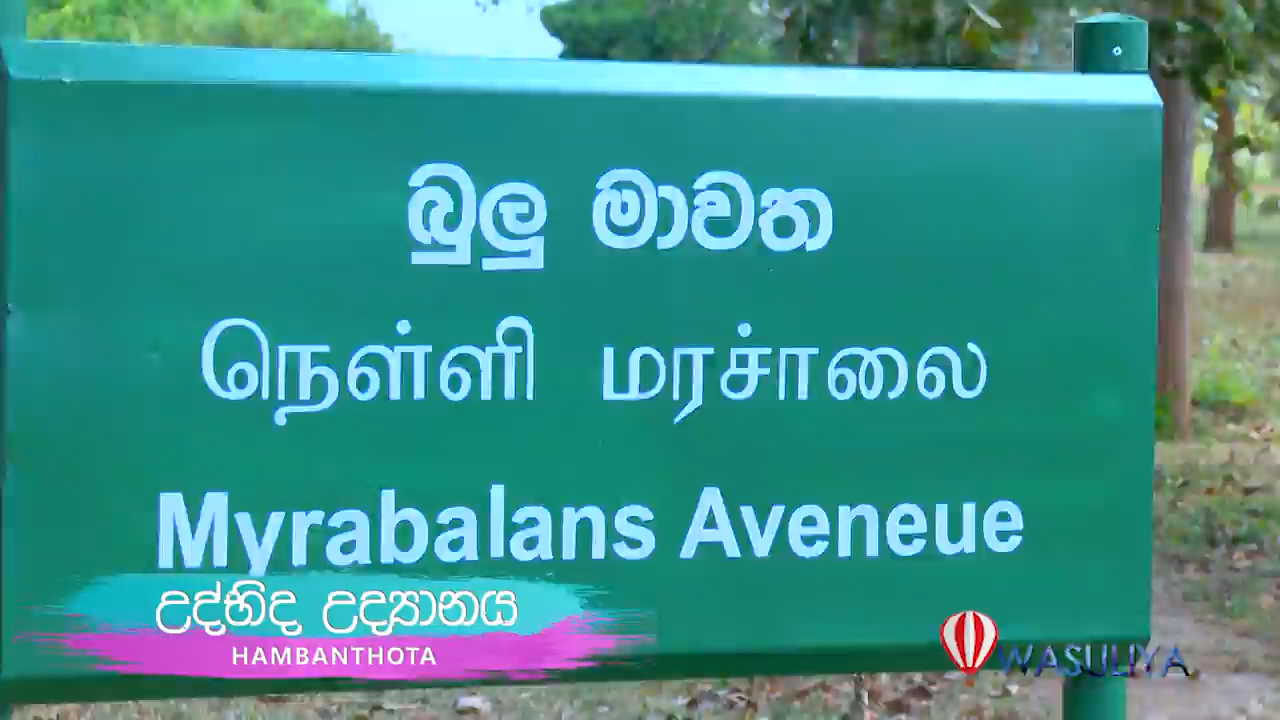 බුලු මාවත
நெள்ளி மரச்சாலை
Myrabalans Aveneue
උද්භිද උද්‍යානය
HAMBANTHOTA
WASULIYA